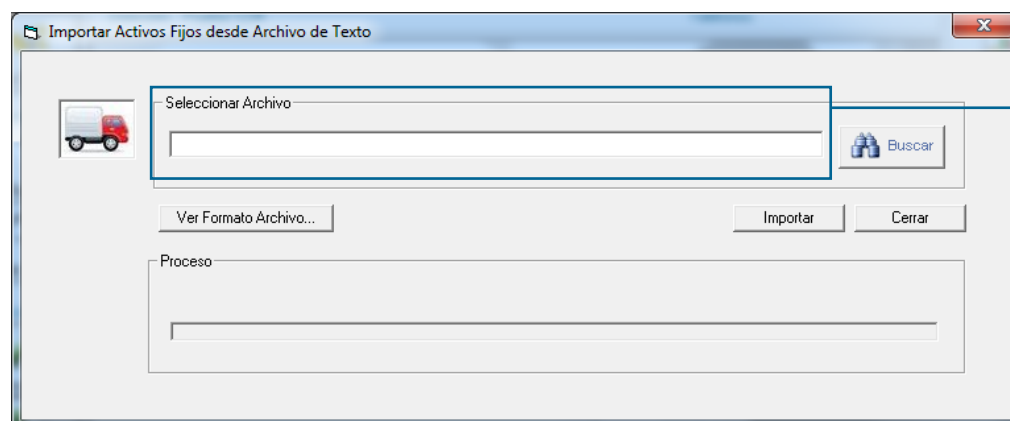 Importar Activos Fijos desde Archivo de Texto
Seleccionar Archivo
Buscar
Ver Formato Archivo...
Importar
Cerrar
Proceso